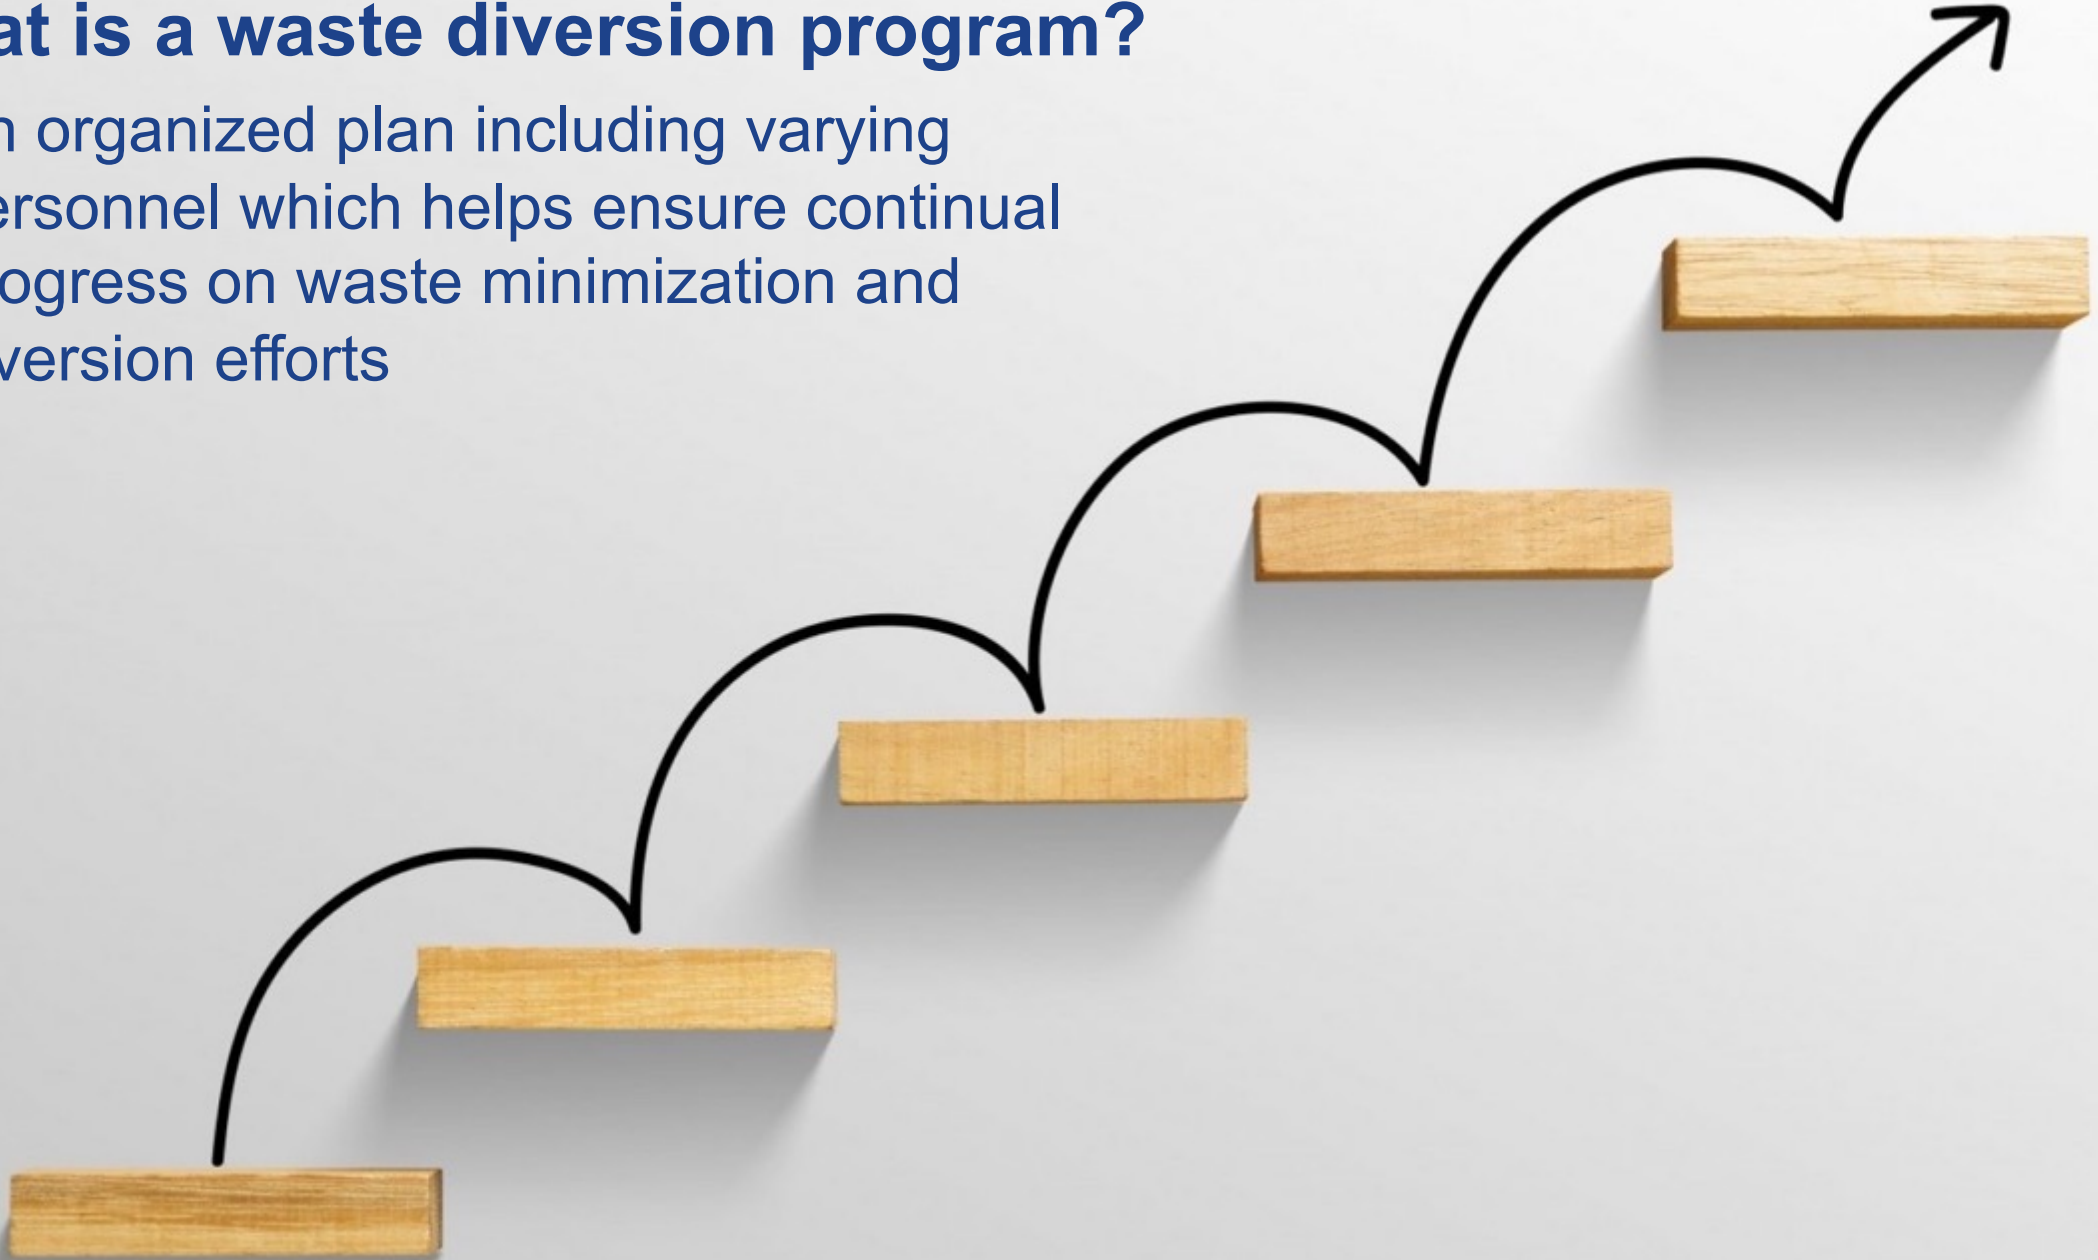 at is a waste diversion program?
n organized plan including varying
ersonnel which helps ensure continual
ogress on waste minimization and
version efforts